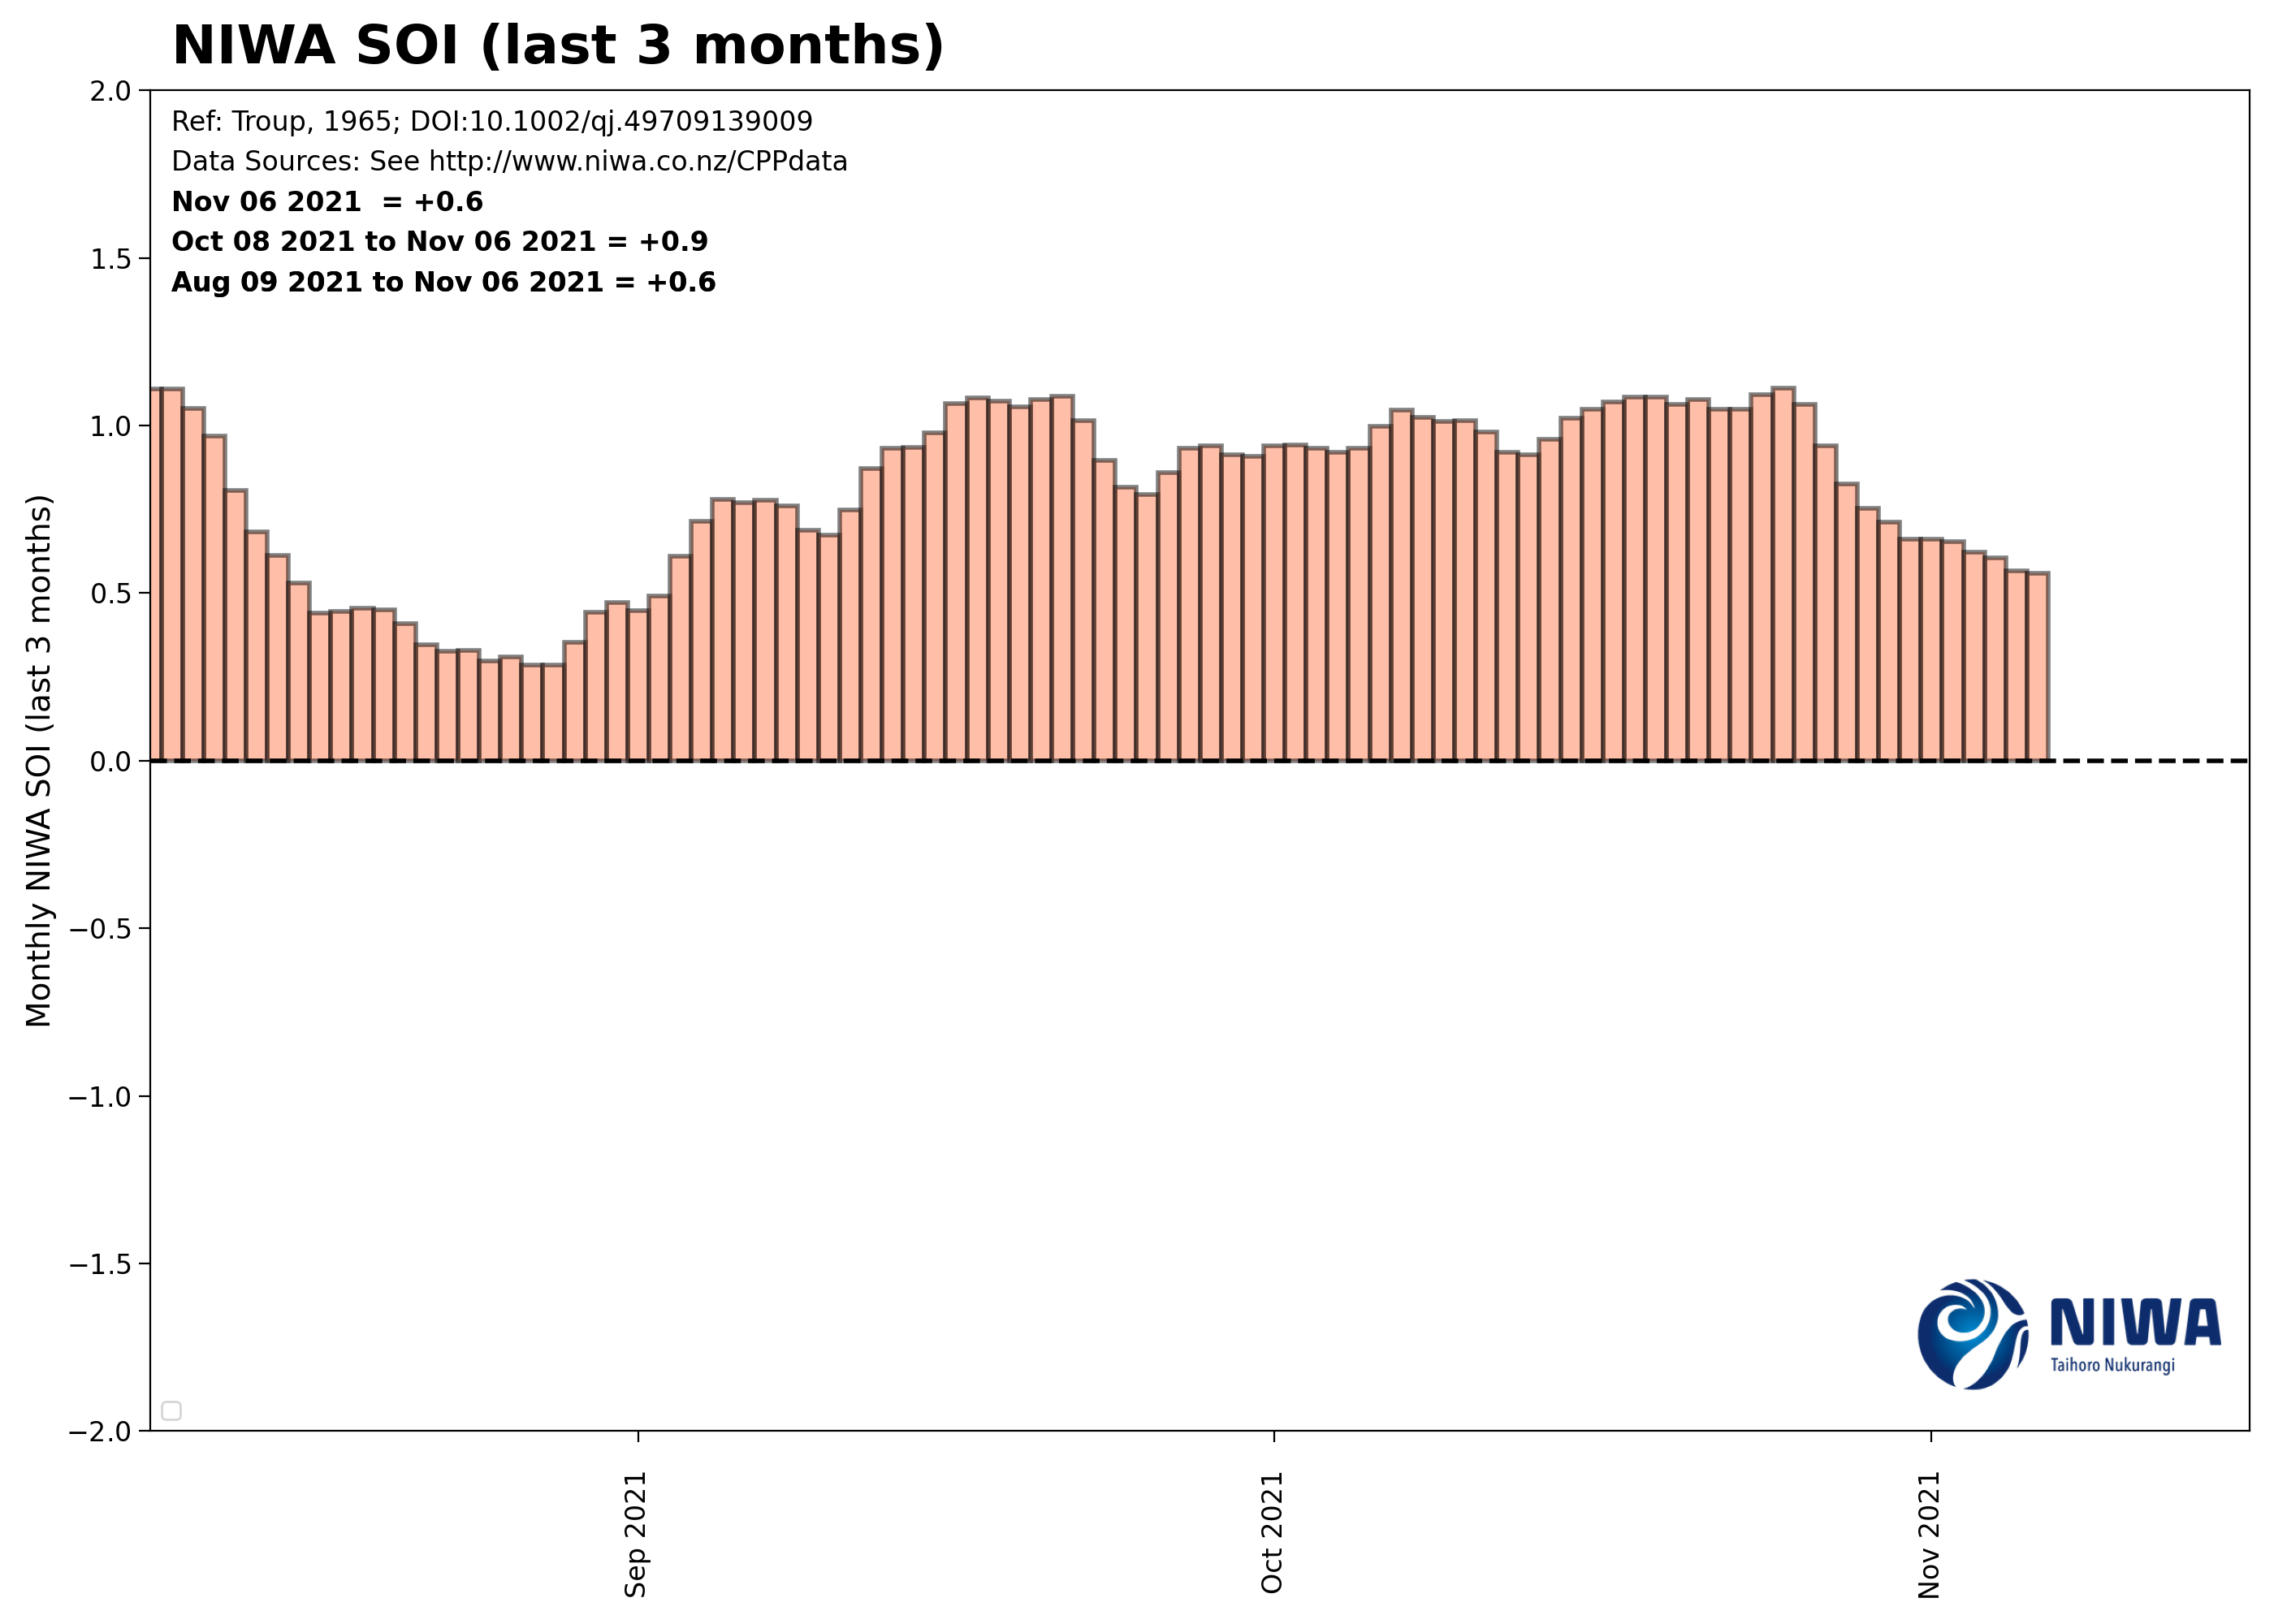 NIWA SOI (last 3 months)
Ref: Troup, 1965; DOI:10.1002/qj.49709139009
Data Sources: See http://www.niwa.co.nz/CPPdata
Nov 06 2021  = +0.6
Oct 08 2021 to Nov 06 2021 = +0.9
Aug 09 2021 to Nov 06 2021 = +0.6
Monthly NIWA SOI (last 3 months)
2.0
1.5
1.0
0.5
0.0
−0.5
−1.0
−1.5
−2.0
Sep 2021
Oct 2021
Nov 2021
NIWA
Taihoro Nukurangi